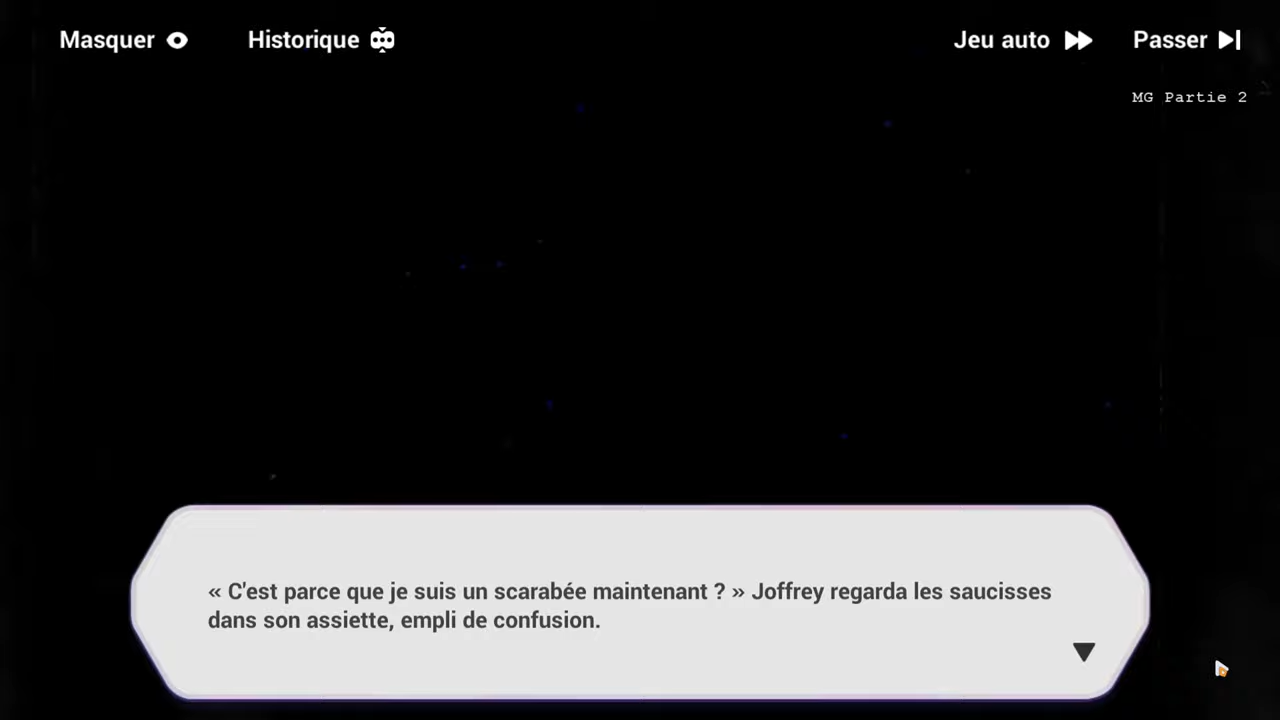 Masquer
Historique
Jeu auto
Passer
MG Partie 2
« C'est parce que je suis un scarabée maintenant ? » Joffrey regarda les saucisses
dans son assiette, empli de confusion.